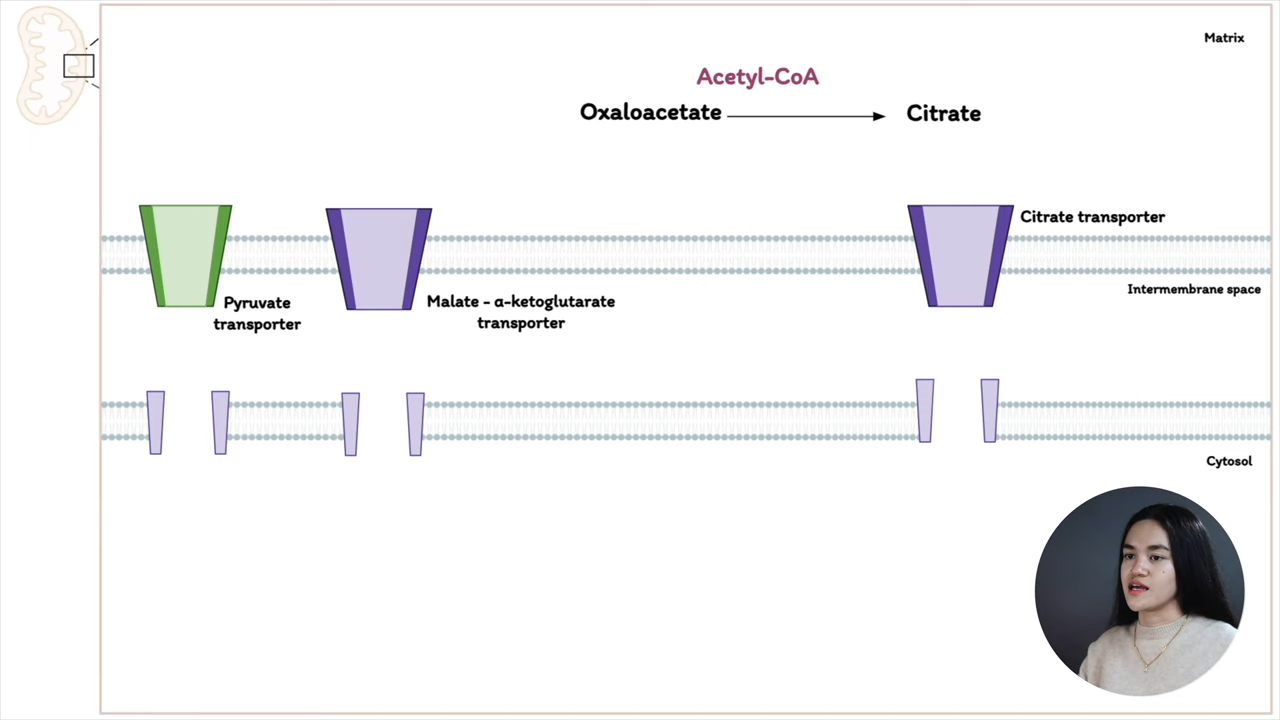 Matrix
Acetyl-CoA
Oxaloacetate
Citrate
Citrate transporter
Intermembrane space
Pyruvate
transporter
Malate - α-ketoglutarate
transporter
Cytosol